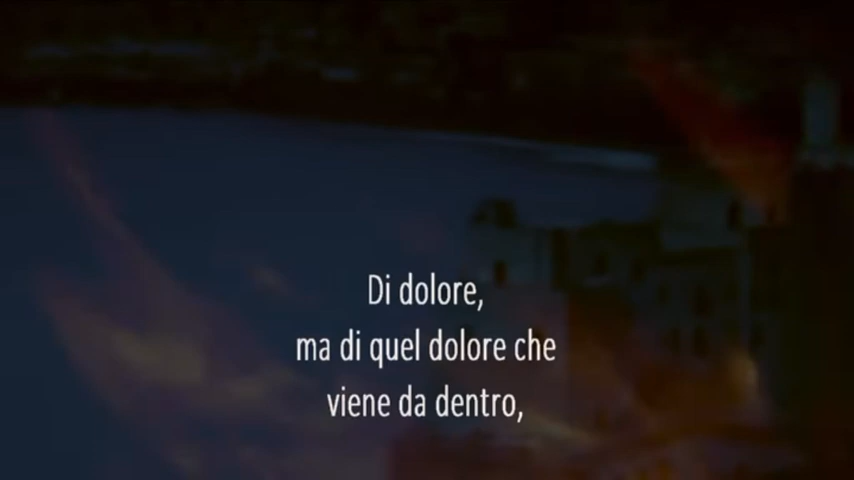 Di dolore,
ma di quel dolore che
viene da dentro,